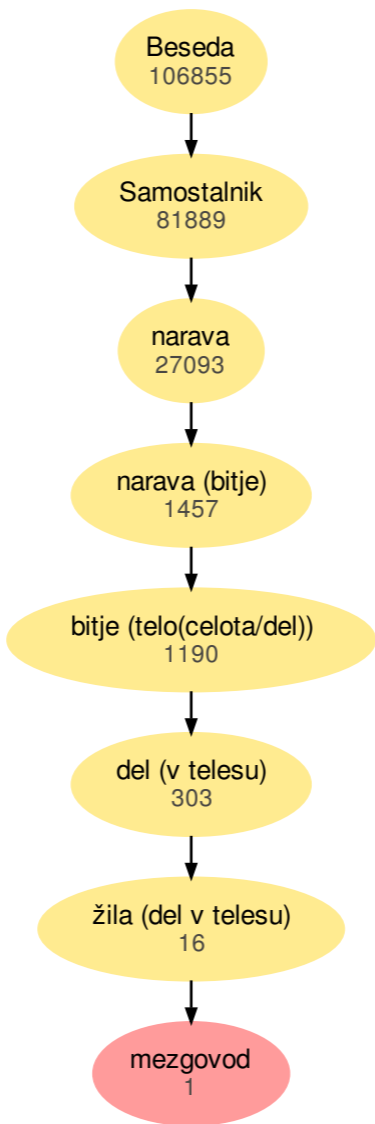 Beseda
106855
Samostalnik
81889
narava
27093
narava (bitje)
1457
bitje (telo(celota/del))
1190
del (v telesu)
303
žila (del v telesu)
16
mezgovod
1